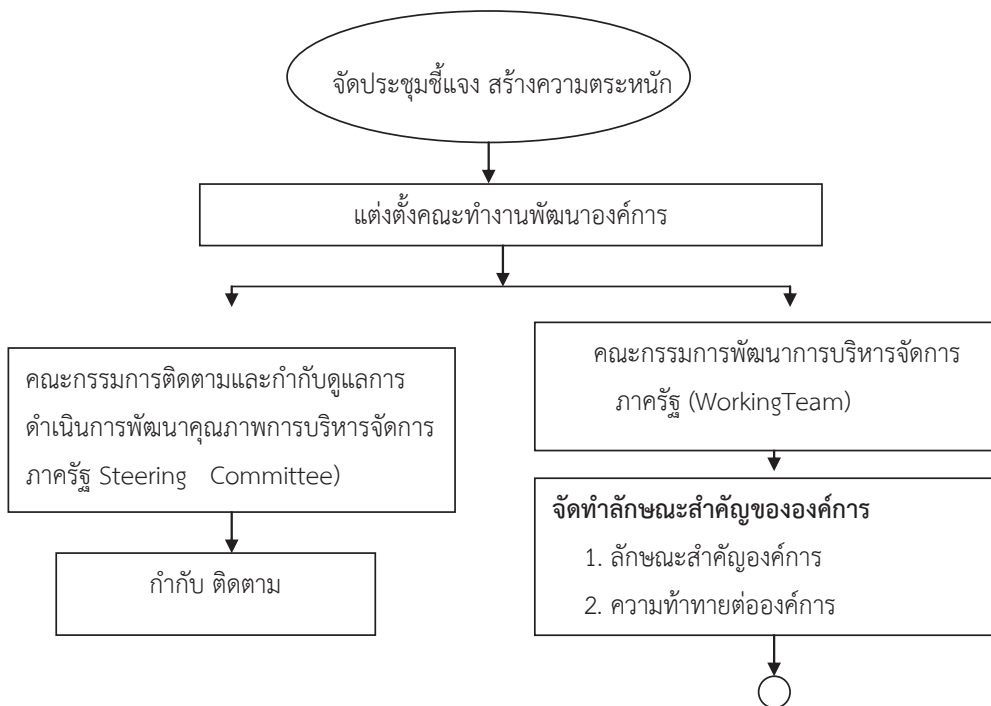 จัดประชุมชี้แจง สร้างความตระหนัก
แต่งตั้งคณะทำงานพัฒนาองค์การ
คณะกรรมการติดตามและกำกับดูแลการ
ดำเนินการพัฒนาคุณภาพการบริหารจัดการ
ภาครัฐ Steering Committee)
กำกับ ติดตาม
คณะกรรมการพัฒนาการบริหารจัดการ
ภาครัฐ (WorkingTeam)
จัดทำลักษณะสำคัญขององค์การ
1. ลักษณะสำคัญองค์การ
2. ความท้าทายต่อองค์การ